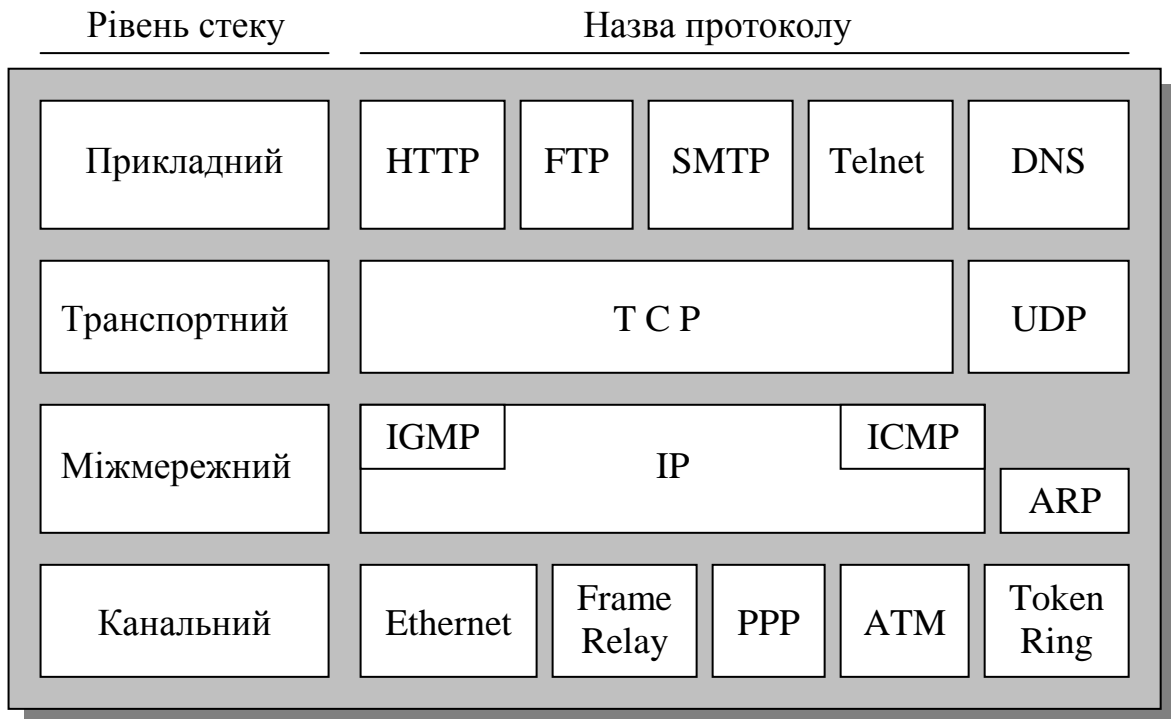 Рівень стеку
Назва протоколу
Прикладний
HTTP
FTP
SMTP
Telnet
DNS
Транспортний
T C P
UDP
Міжмережний
IGMP
IP
ICMP
ARP
Канальний
Ethernet
Frame
Relay
PPP
ATM
Token
Ring